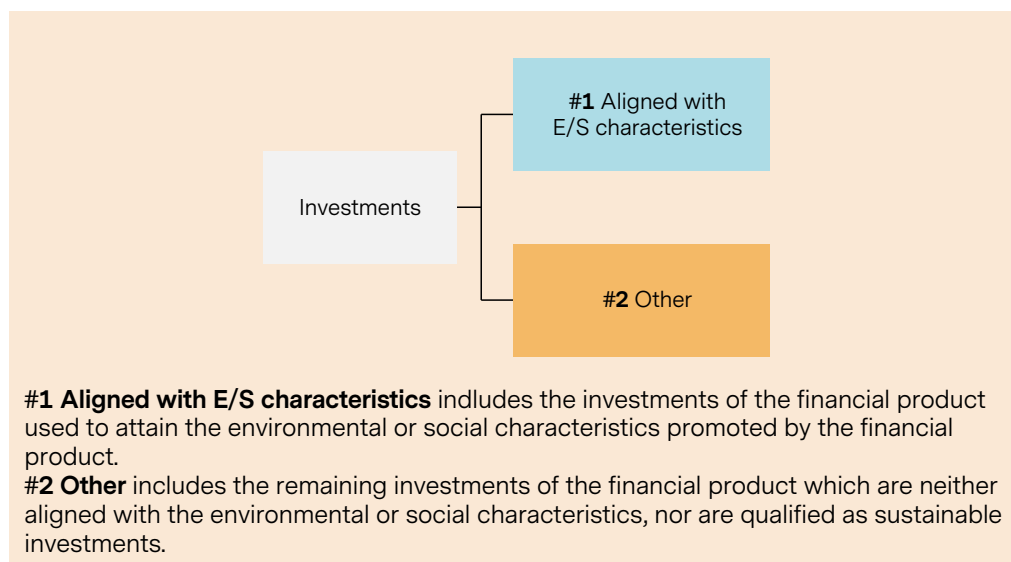 #1 Aligned with
E/S characteristics
Investments
#2 Other
#1 Aligned with E/S characteristics indludes the investments of the financial product
used to attain the environmental or social characteristics promoted by the financial
product.
#2 Other includes the remaining investments of the financial product which are neither
aligned with the environmental or social characteristics, nor are qualified as sustainable
investments.